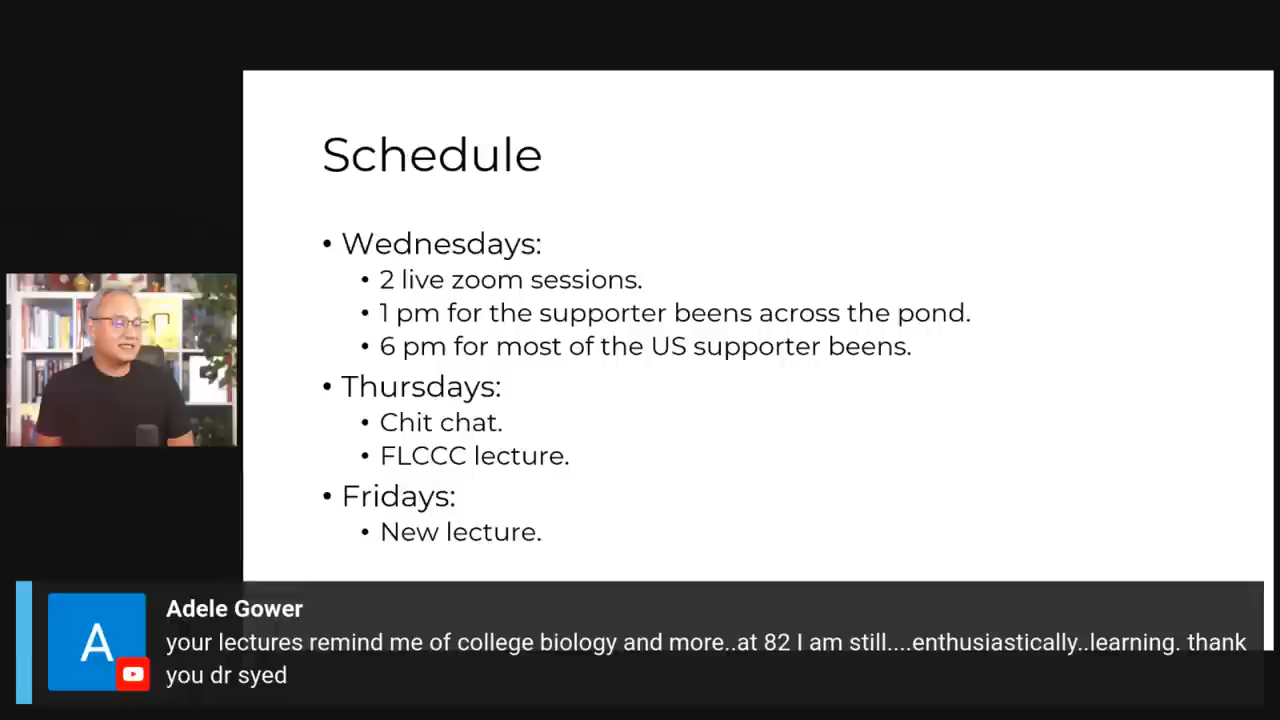 Schedule
• Wednesdays:
• 2 live zoom sessions.
• 1 pm for the supporter beens across the pond.
• 6 pm for most of the US supporter beens.
• Thursdays:
• Chit chat.
• FLCCC lecture.
• Fridays:
• New lecture.
A
Adele Gower
your lectures remind me of college biology and more..at 82 I am still....enthusiastically..learning. thank
you dr syed